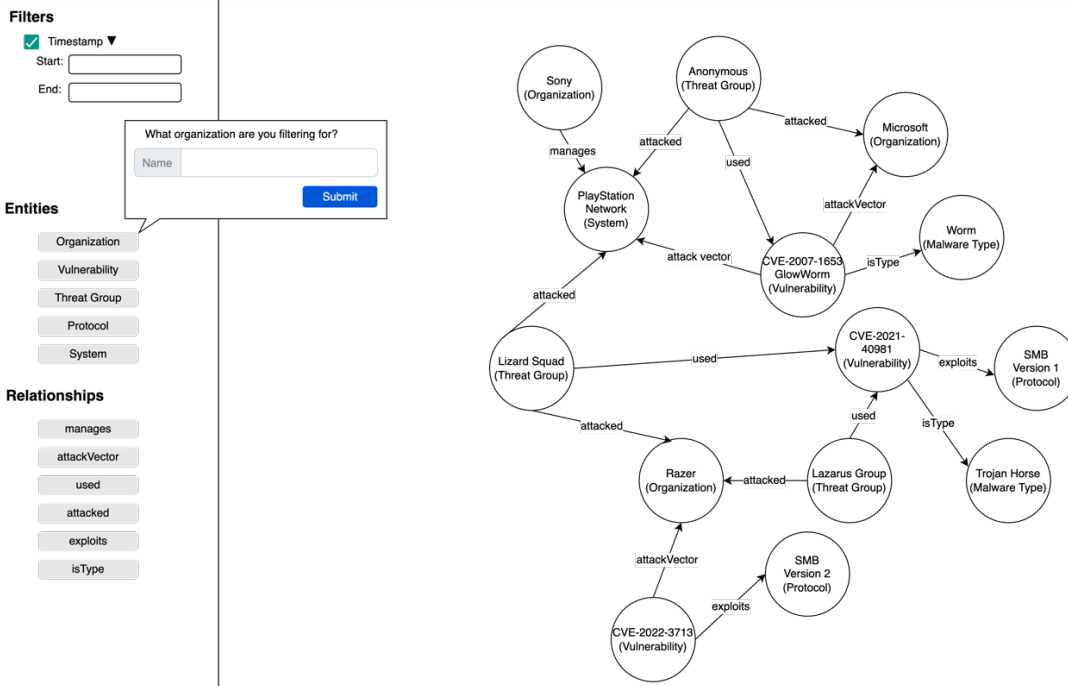 Filters
Timestamp ▼
Start:
End:
What organization are you filtering for?
Name
Submit
Entities
Organization
Vulnerability
Threat Group
Protocol
System
Relationships
manages
attackVector
used
attacked
exploits
isType
Sony
(Organization)
Anonymous
(Threat Group)
attacked
Microsoft
(Organization)
manages
attacked
used
PlayStation
Network
(System)
attackVector
Worm
(Malware Type)
attack vector
CVE-2007-1653
GlowWorm
(Vulnerability)
isType
attacked
Lizard Squad
(Threat Group)
used
CVE-2021-
40981
(Vulnerability)
exploits
SMB
Version 1
(Protocol)
attacked
used
isType
Razer
(Organization)
attacked
Lazarus Group
(Threat Group)
Trojan Horse
(Malware Type)
attackVector
SMB
Version 2
(Protocol)
exploits
CVE-2022-3713
(Vulnerability)